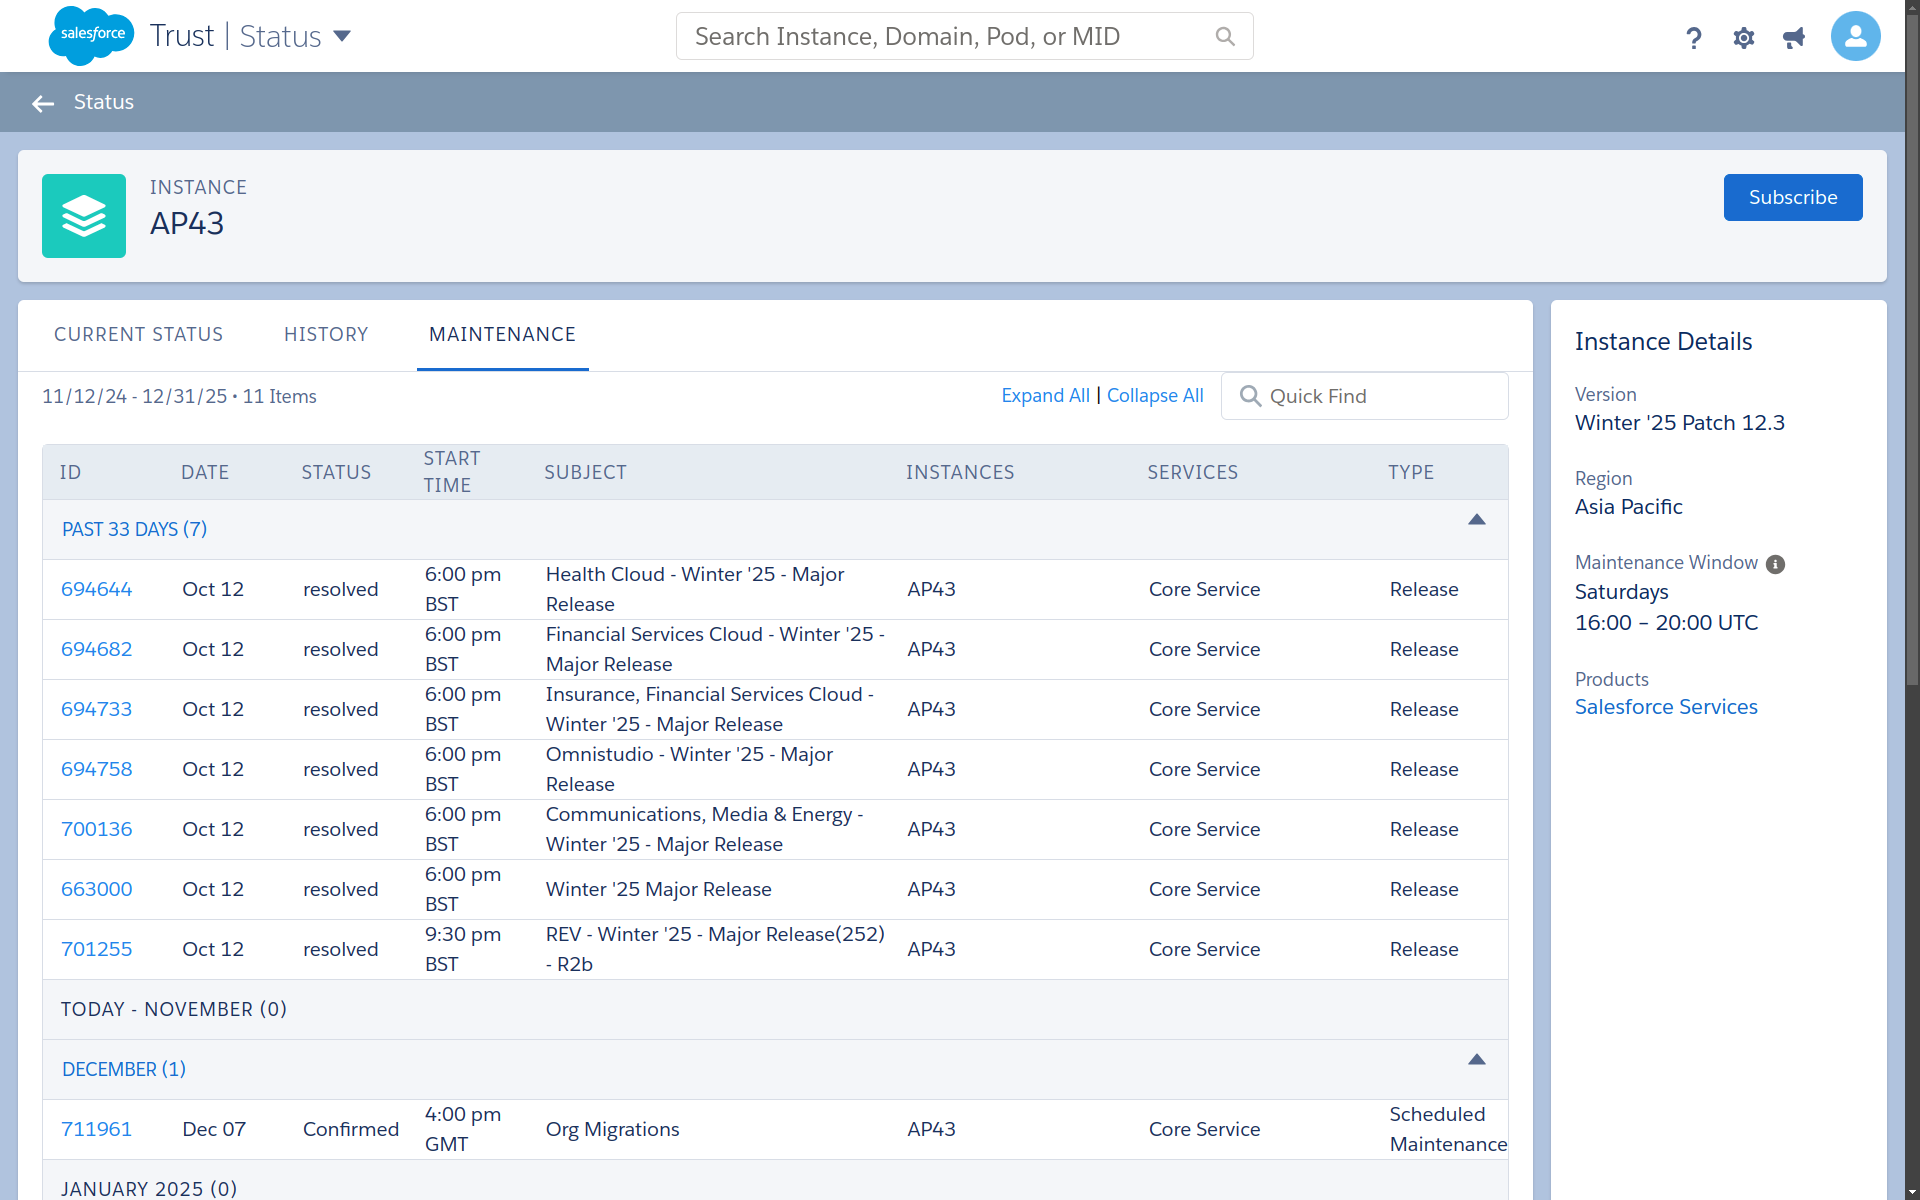 salesforce
Trust | Status
Search Instance, Domain, Pod, or MID
Status
INSTANCE
AP43
Subscribe
CURRENT STATUS
HISTORY
MAINTENANCE
11/12/24 - 12/31/25 • 11 Items
Expand All | Collapse All
Quick Find
ID DATE STATUS START TIME SUBJECT INSTANCES SERVICES TYPE
PAST 33 DAYS (7)
694644 Oct 12 resolved 6:00 pm BST Health Cloud - Winter '25 - Major Release AP43 Core Service Release
694682 Oct 12 resolved 6:00 pm BST Financial Services Cloud - Winter '25 - Major Release AP43 Core Service Release
694733 Oct 12 resolved 6:00 pm BST Insurance, Financial Services Cloud - Winter '25 - Major Release AP43 Core Service Release
694758 Oct 12 resolved 6:00 pm BST Omnistudio - Winter '25 - Major Release AP43 Core Service Release
700136 Oct 12 resolved 6:00 pm BST Communications, Media & Energy - Winter '25 - Major Release AP43 Core Service Release
663000 Oct 12 resolved 6:00 pm BST Winter '25 Major Release AP43 Core Service Release
701255 Oct 12 resolved 9:30 pm BST REV - Winter '25 - Major Release(252) - R2b AP43 Core Service Release
TODAY - NOVEMBER (0)
DECEMBER (1)
711961 Dec 07 Confirmed 4:00 pm GMT Org Migrations AP43 Core Service Scheduled Maintenance
JANUARY 2025 (0)
Instance Details
Version
Winter '25 Patch 12.3
Region
Asia Pacific
Maintenance Window
Saturdays
16:00 – 20:00 UTC
Products
Salesforce Services